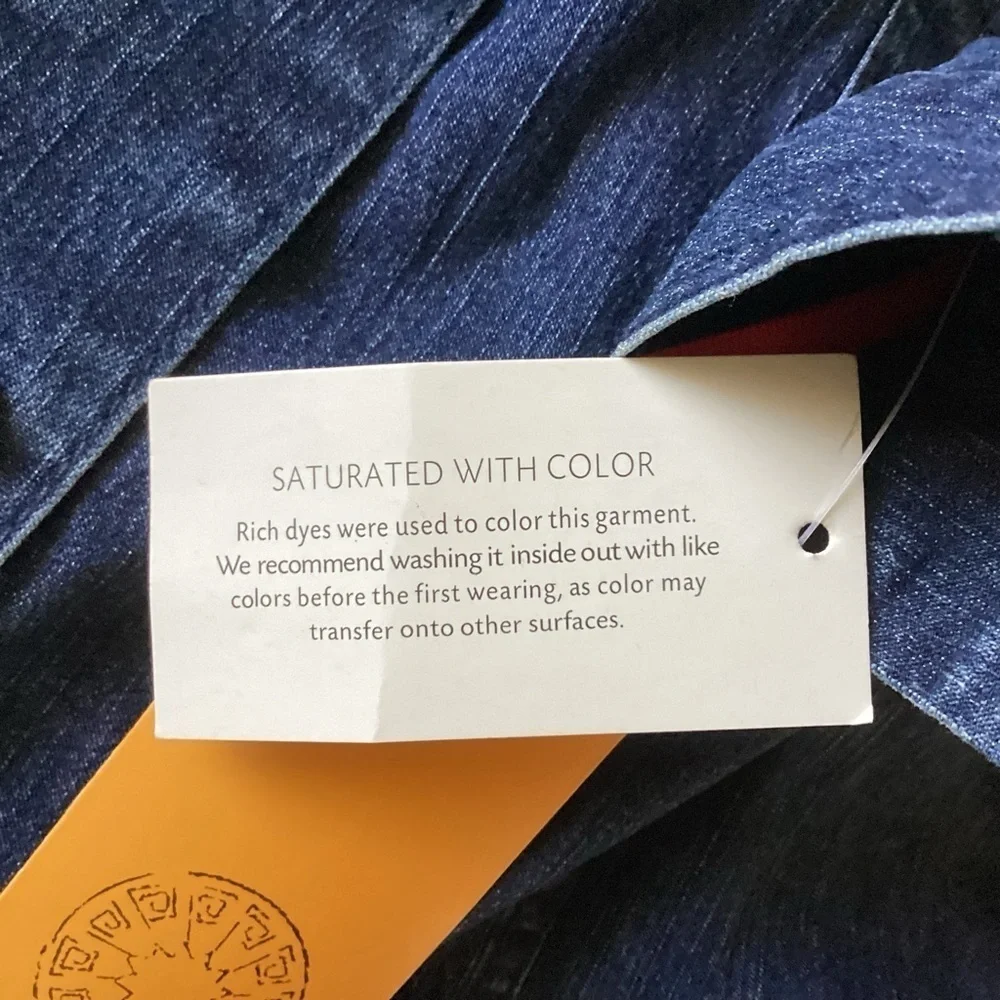 SATURATED WITH COLOR
Rich dyes were used to color this garment.
We recommend washing it inside out with like
colors before the first wearing, as color may
transfer onto other surfaces.